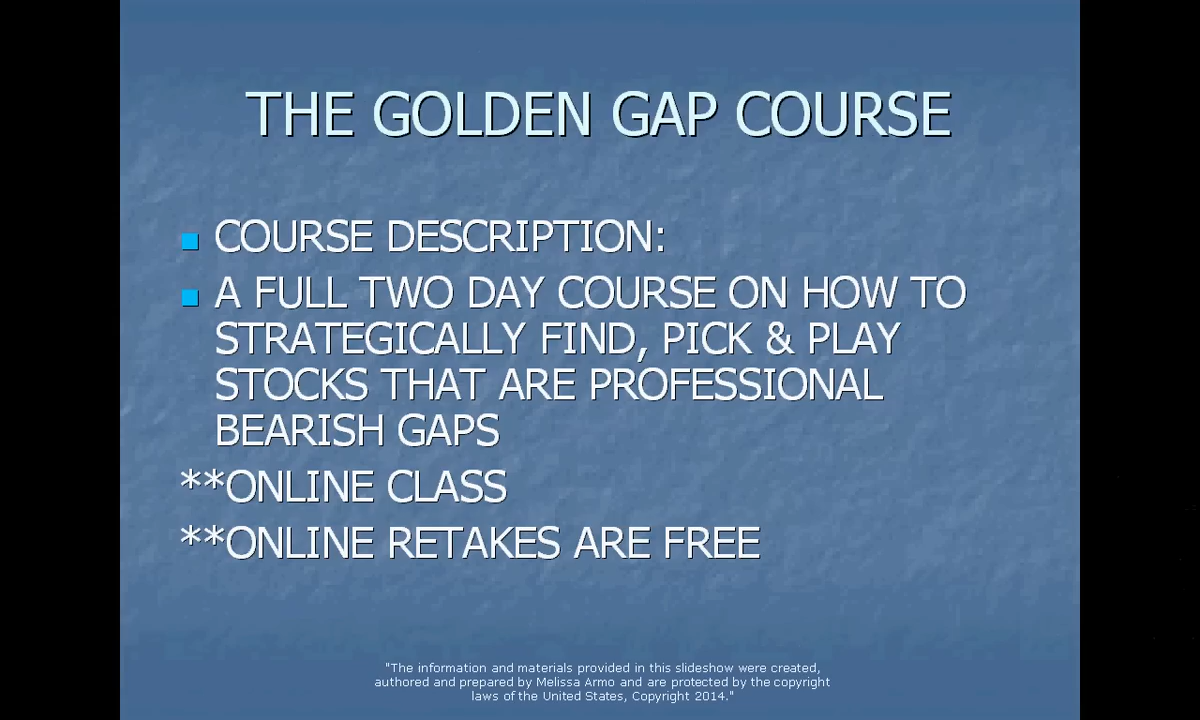 THE GOLDEN GAP COURSE
COURSE DESCRIPTION:
A FULL TWO DAY COURSE ON HOW TO
STRATEGICALLY FIND, PICK & PLAY
STOCKS THAT ARE PROFESSIONAL
BEARISH GAPS
**ONLINE CLASS
**ONLINE RETAKES ARE FREE
"The information and materials provided in this slideshow were created,
authored and prepared by Melissa Armo and are protected by the copyright
laws of the United States, Copyright 2014."